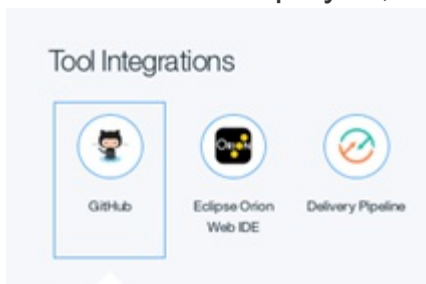 Tool Integrations
GitHub
Eclipse Orion
Web IDE
Delivery Pipeline